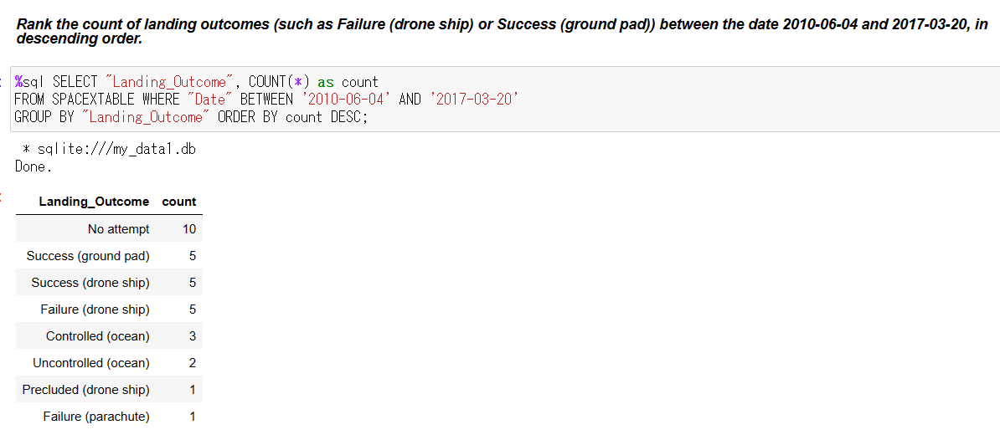 Rank the count of landing outcomes (such as Failure (drone ship) or Success (ground pad)) between the date 2010-06-04 and 2017-03-20, in
descending order.
%sql SELECT "Landing_Outcome", COUNT(*) as count
FROM SPACEXTABLE WHERE "Date" BETWEEN '2010-06-04' AND '2017-03-20'
GROUP BY "Landing_Outcome" ORDER BY count DESC;
* sqlite:///my_data1.db
Done.
Landing_Outcome count
No attempt 10
Success (ground pad) 5
Success (drone ship) 5
Failure (drone ship) 5
Controlled (ocean) 3
Uncontrolled (ocean) 2
Precluded (drone ship) 1
Failure (parachute) 1